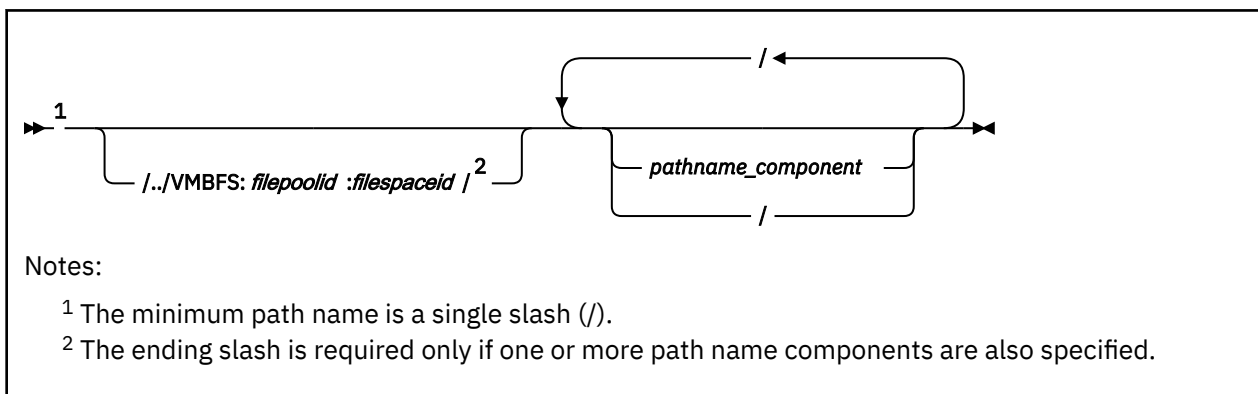 /
1
/../VMBFS: filepoolid :filespaceid / 2
pathname_component
/
Notes:
1 The minimum path name is a single slash (/).
2 The ending slash is required only if one or more path name components are also specified.